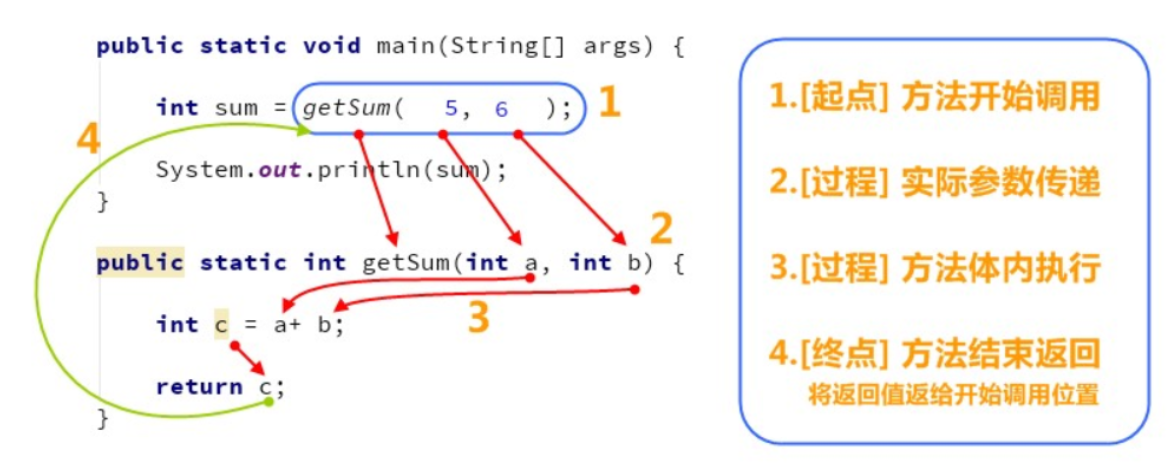 public static void main(String[] args) {
int sum = getSum( 5, 6 ); 1
4
System.out.println(sum);
}
2
public static int getSum(int a, int b) {
3
int c = a+ b;
return c;
}
1.[起点] 方法开始调用
2.[过程] 实际参数传递
3.[过程] 方法体内执行
4.[终点] 方法结束返回
将返回值返给开始调用位置